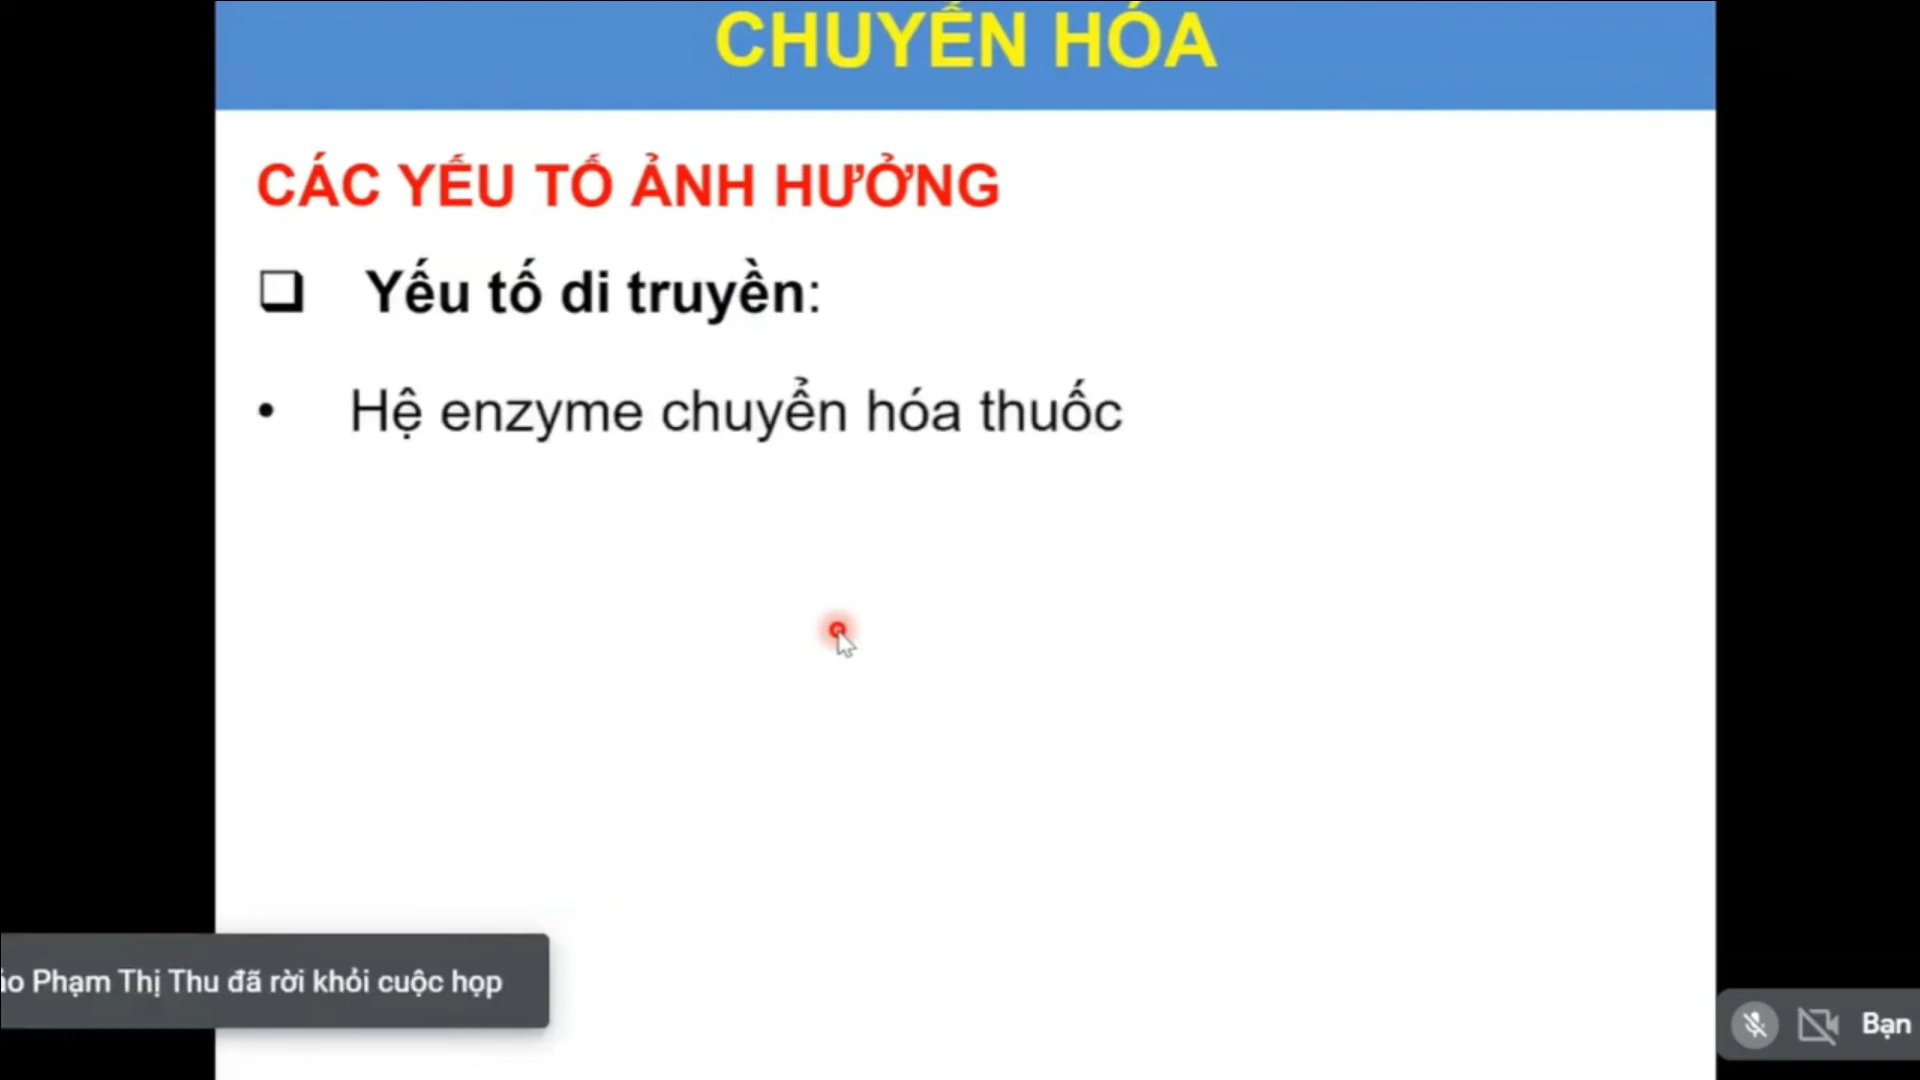 CHUYỂN HÓA
CÁC YẾU TỐ ẢNH HƯỞNG
Yếu tố di truyền:
• Hệ enzyme chuyển hóa thuốc
Phạm Thị Thu đã rời khỏi cuộc họp
Bạn